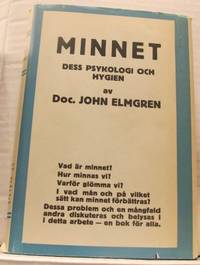 MINNET
DESS PSYKOLOGI OCH
HYGIEN
av
Doc. JOHN ELMGREN
Vad är minnet?
Hur minnas vi?
Varför glömma vi?
I vad mån och på vilket
sätt kan minnet förbättras?
Dessa problem och en mångfald
andra diskuteras och belysas i
i detta arbete — en bok för alla.